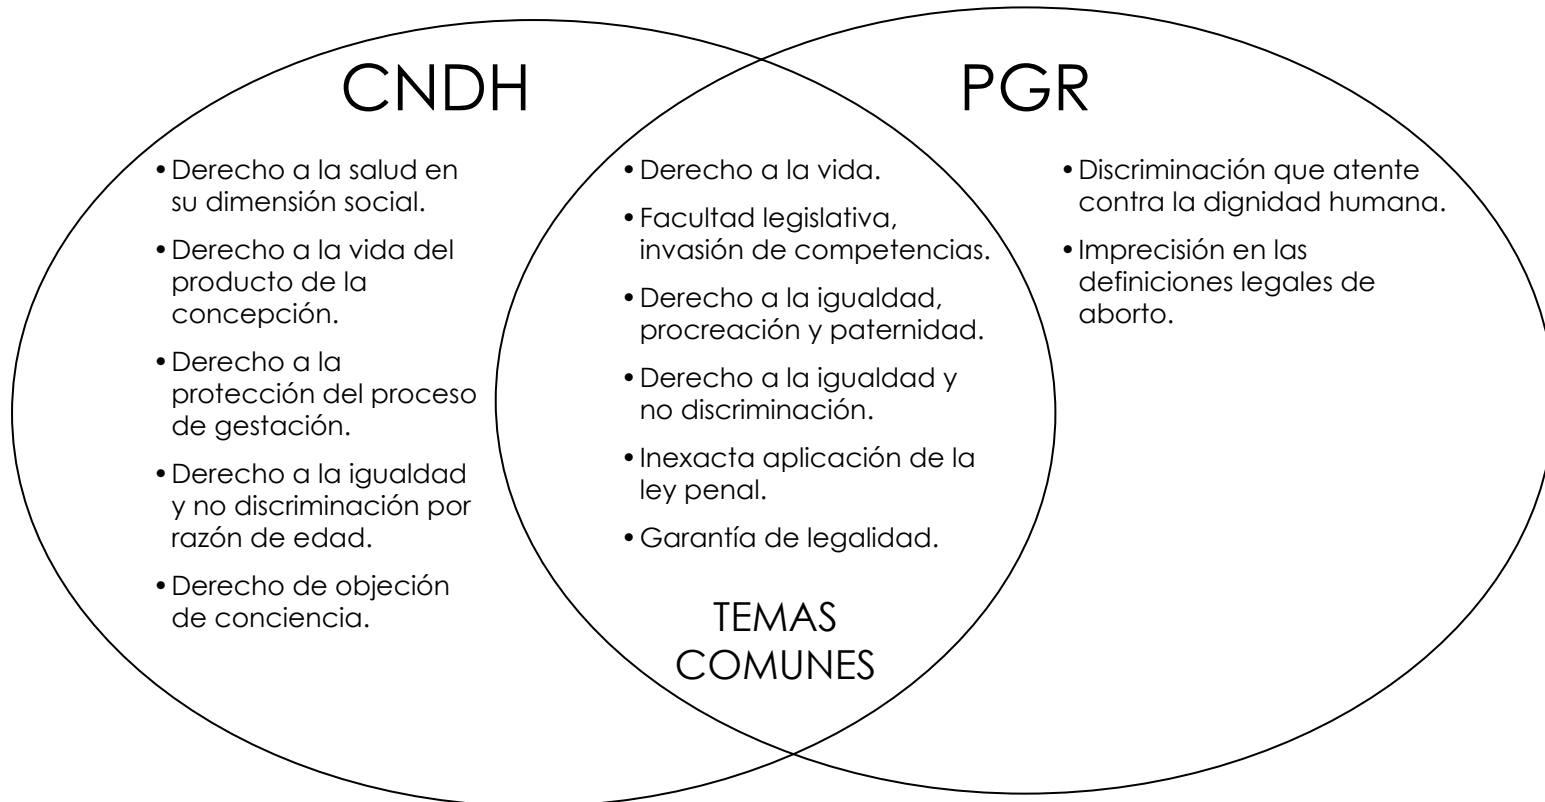 CNDH
• Derecho a la salud en
su dimensión social.
• Derecho a la vida del
producto de la
concepción.
• Derecho a la
protección del proceso
de gestación.
• Derecho a la igualdad
y no discriminación por
razón de edad.
• Derecho de objeción
de conciencia.
• Derecho a la vida.
• Facultad legislativa,
invasión de competencias.
• Derecho a la igualdad,
procreación y paternidad.
• Derecho a la igualdad y
no discriminación.
• Inexacta aplicación de la
ley penal.
• Garantía de legalidad.
TEMAS
COMUNES
PGR
• Discriminación que atente
contra la dignidad humana.
• Imprecisión en las
definiciones legales de
aborto.